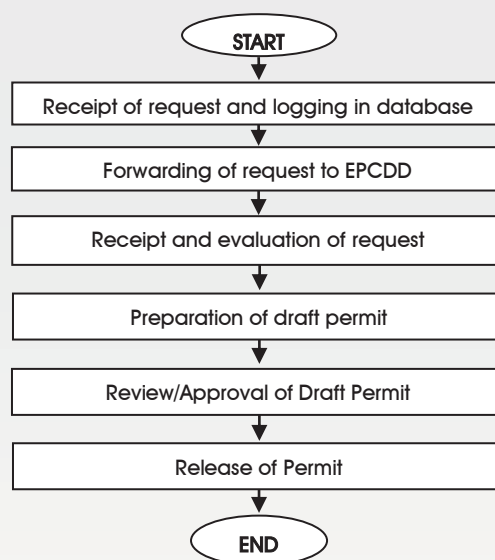 START
Receipt of request and logging in database
Forwarding of request to EPCDD
Receipt and evaluation of request
Preparation of draft permit
Review/Approval of Draft Permit
Release of Permit
END